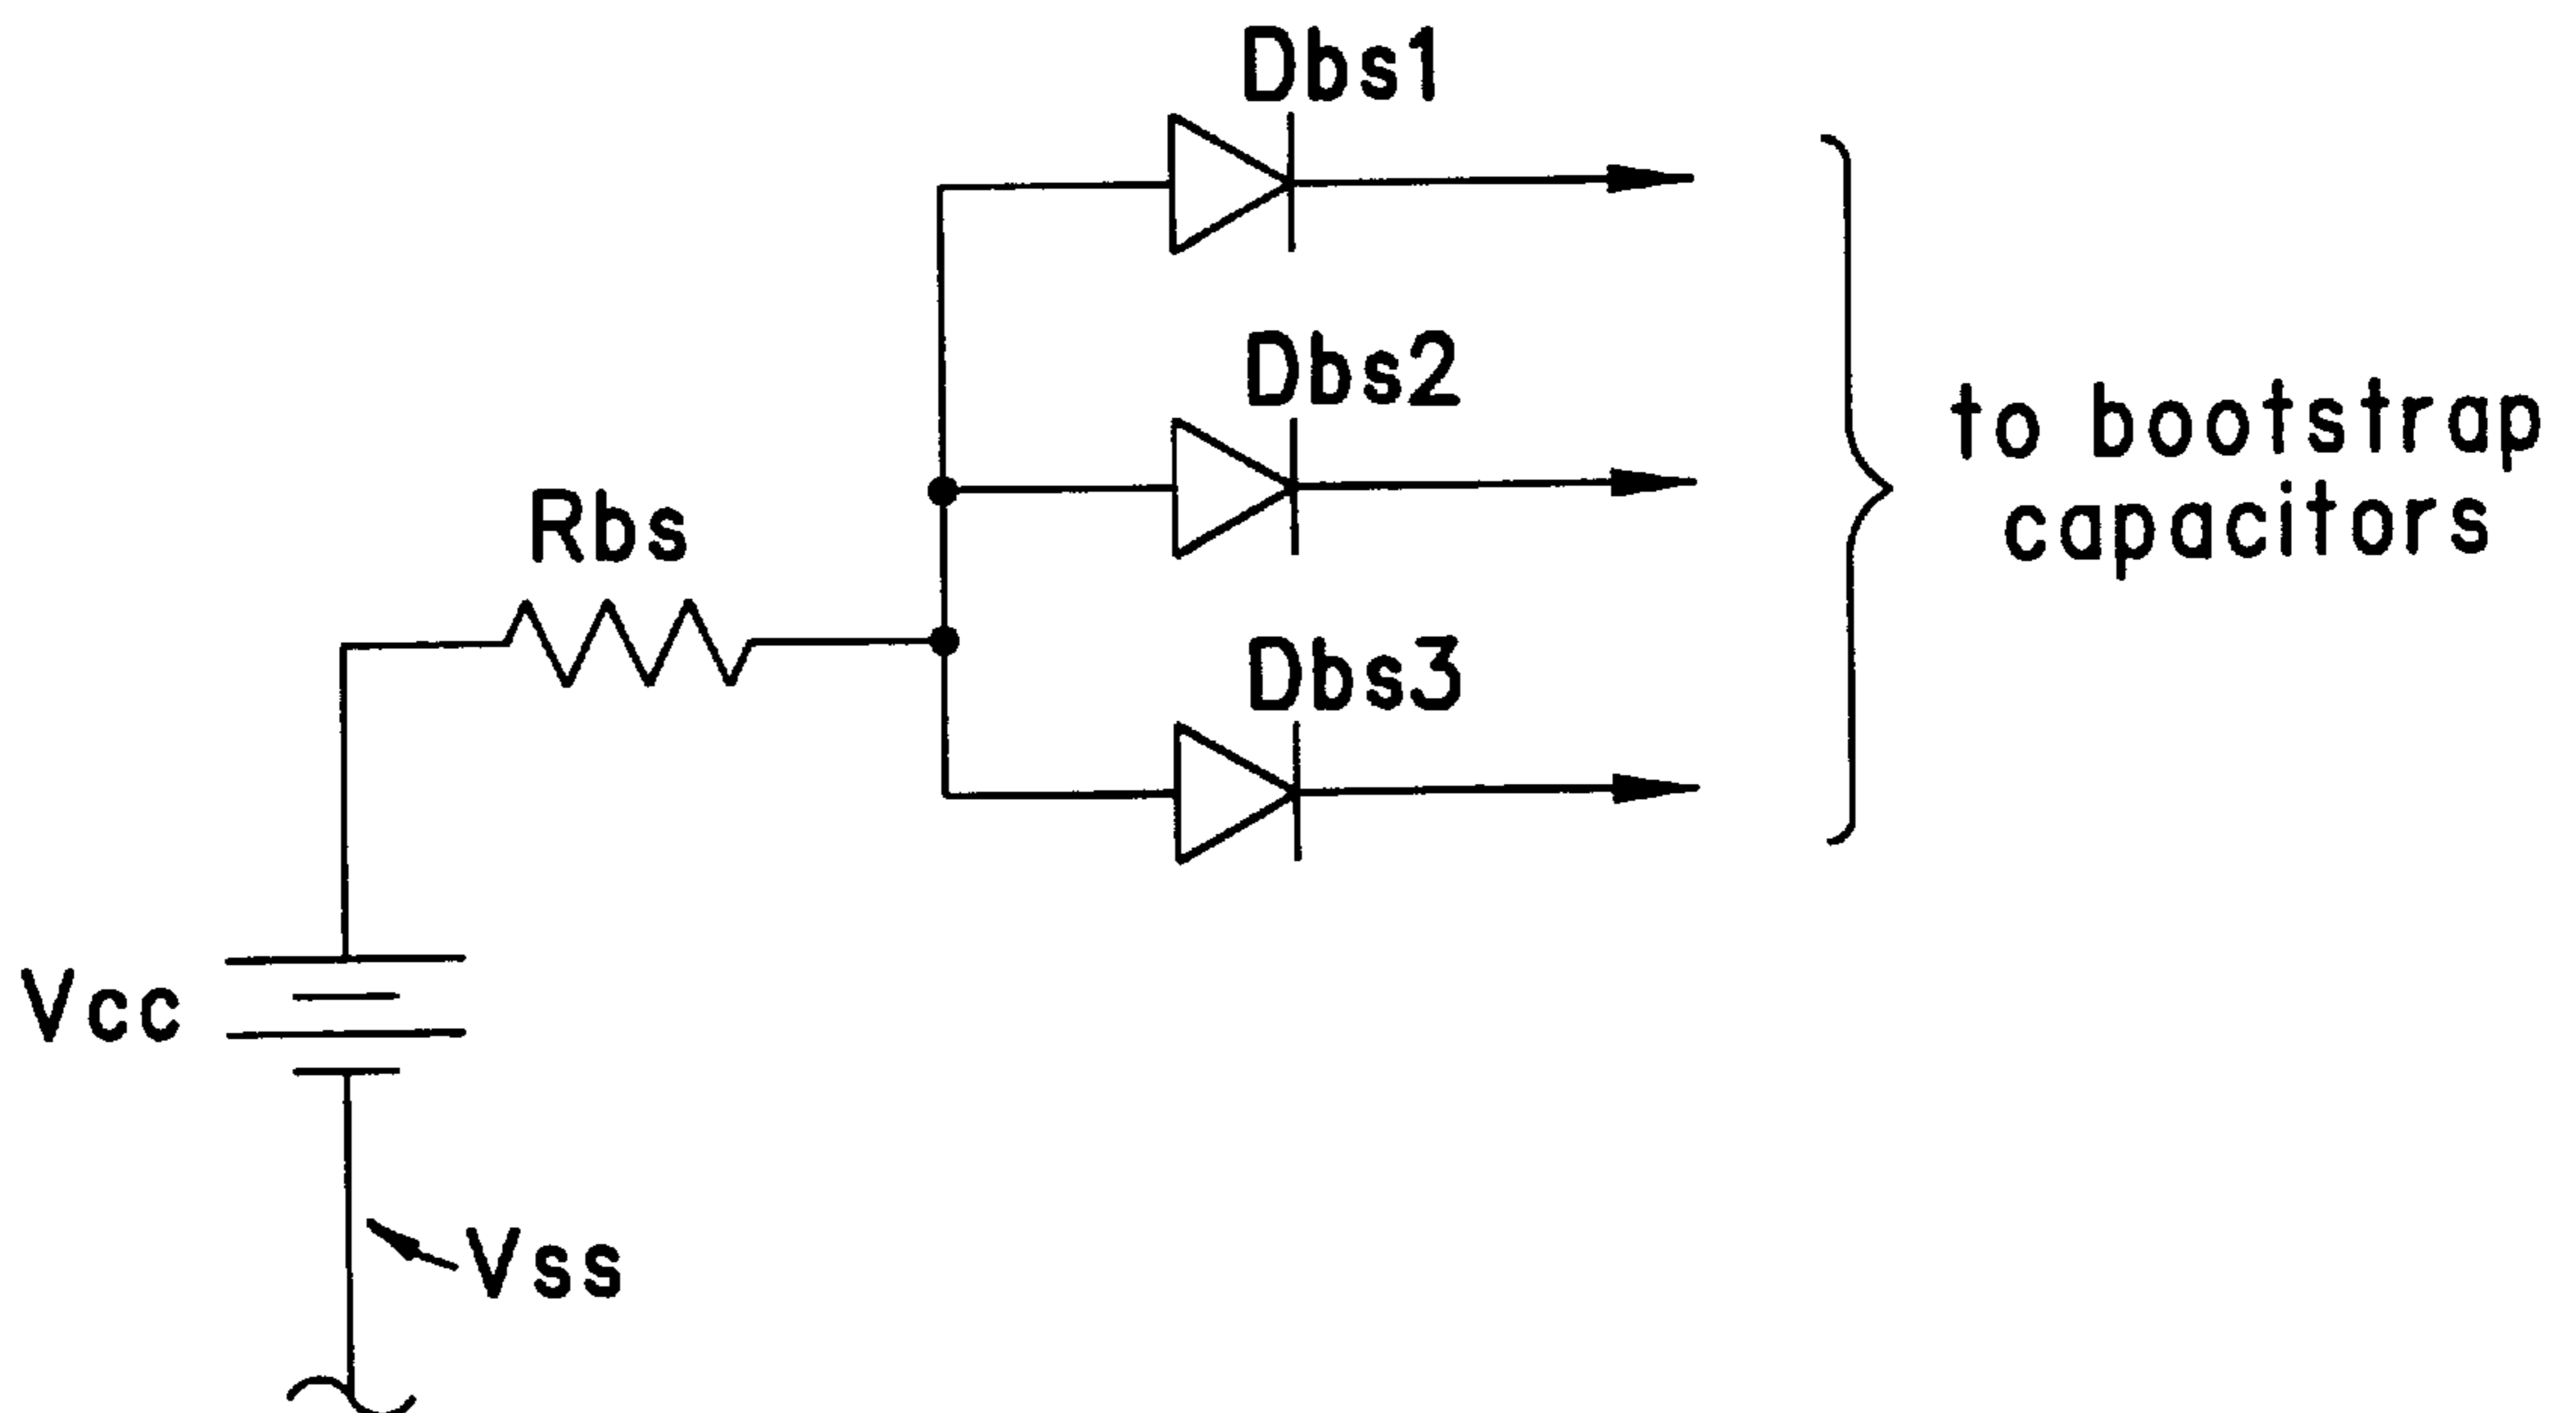 Dbs1
Dbs2
Rbs
to bootstrap
capacitors
Dbs3
Vcc
Vss